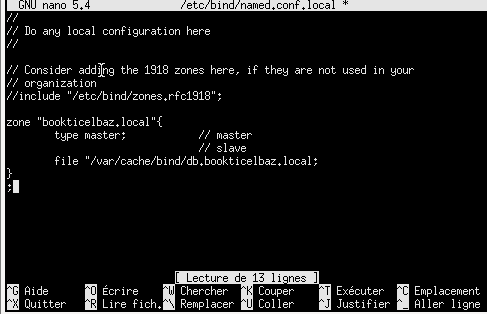 GNU nano 5.4 /etc/bind/named.conf.local *
//
// Do any local configuration here
//
// Consider adding the 1918 zones here, if they are not used in your
// organization
//include "/etc/bind/zones.rfc1918";
zone "bookticelbaz.local"{
type master; // master
// slave
file "/var/cache/bind/db.bookticelbaz.local;
}
;
[ Lecture de 13 lignes ]
^G Aide ^O Écrire ^W Chercher ^K Couper ^T Exécuter ^C Emplacement
^X Quitter ^R Lire fich. ^\ Remplacer ^U Coller ^J Justifier ^_ Aller ligne